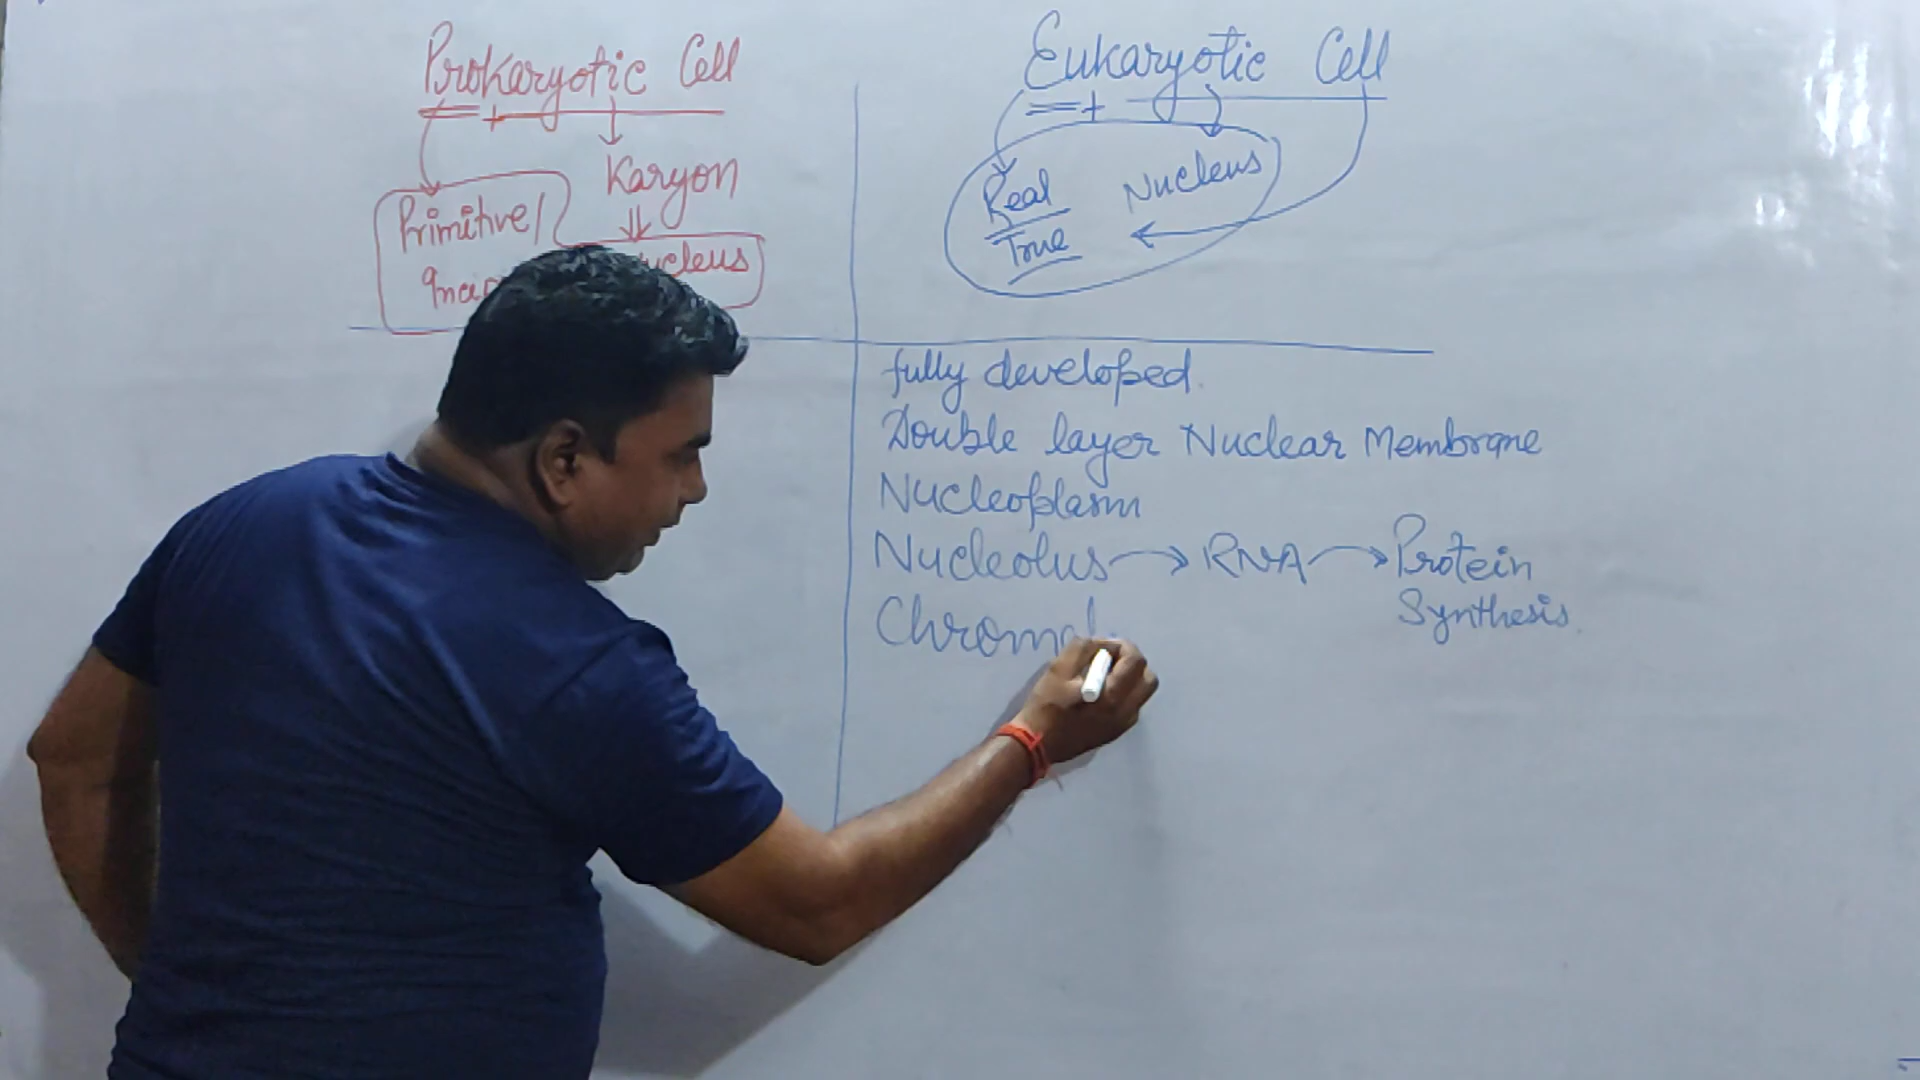 Prokaryotic Cell
Karyon
Primitive/
Eukaryotic Cell
Real Nucleus
True
fully developed.
Double layer Nuclear Membrane
Nucleoplasm
Nucleolus → RNA → Protein
Synthesis.